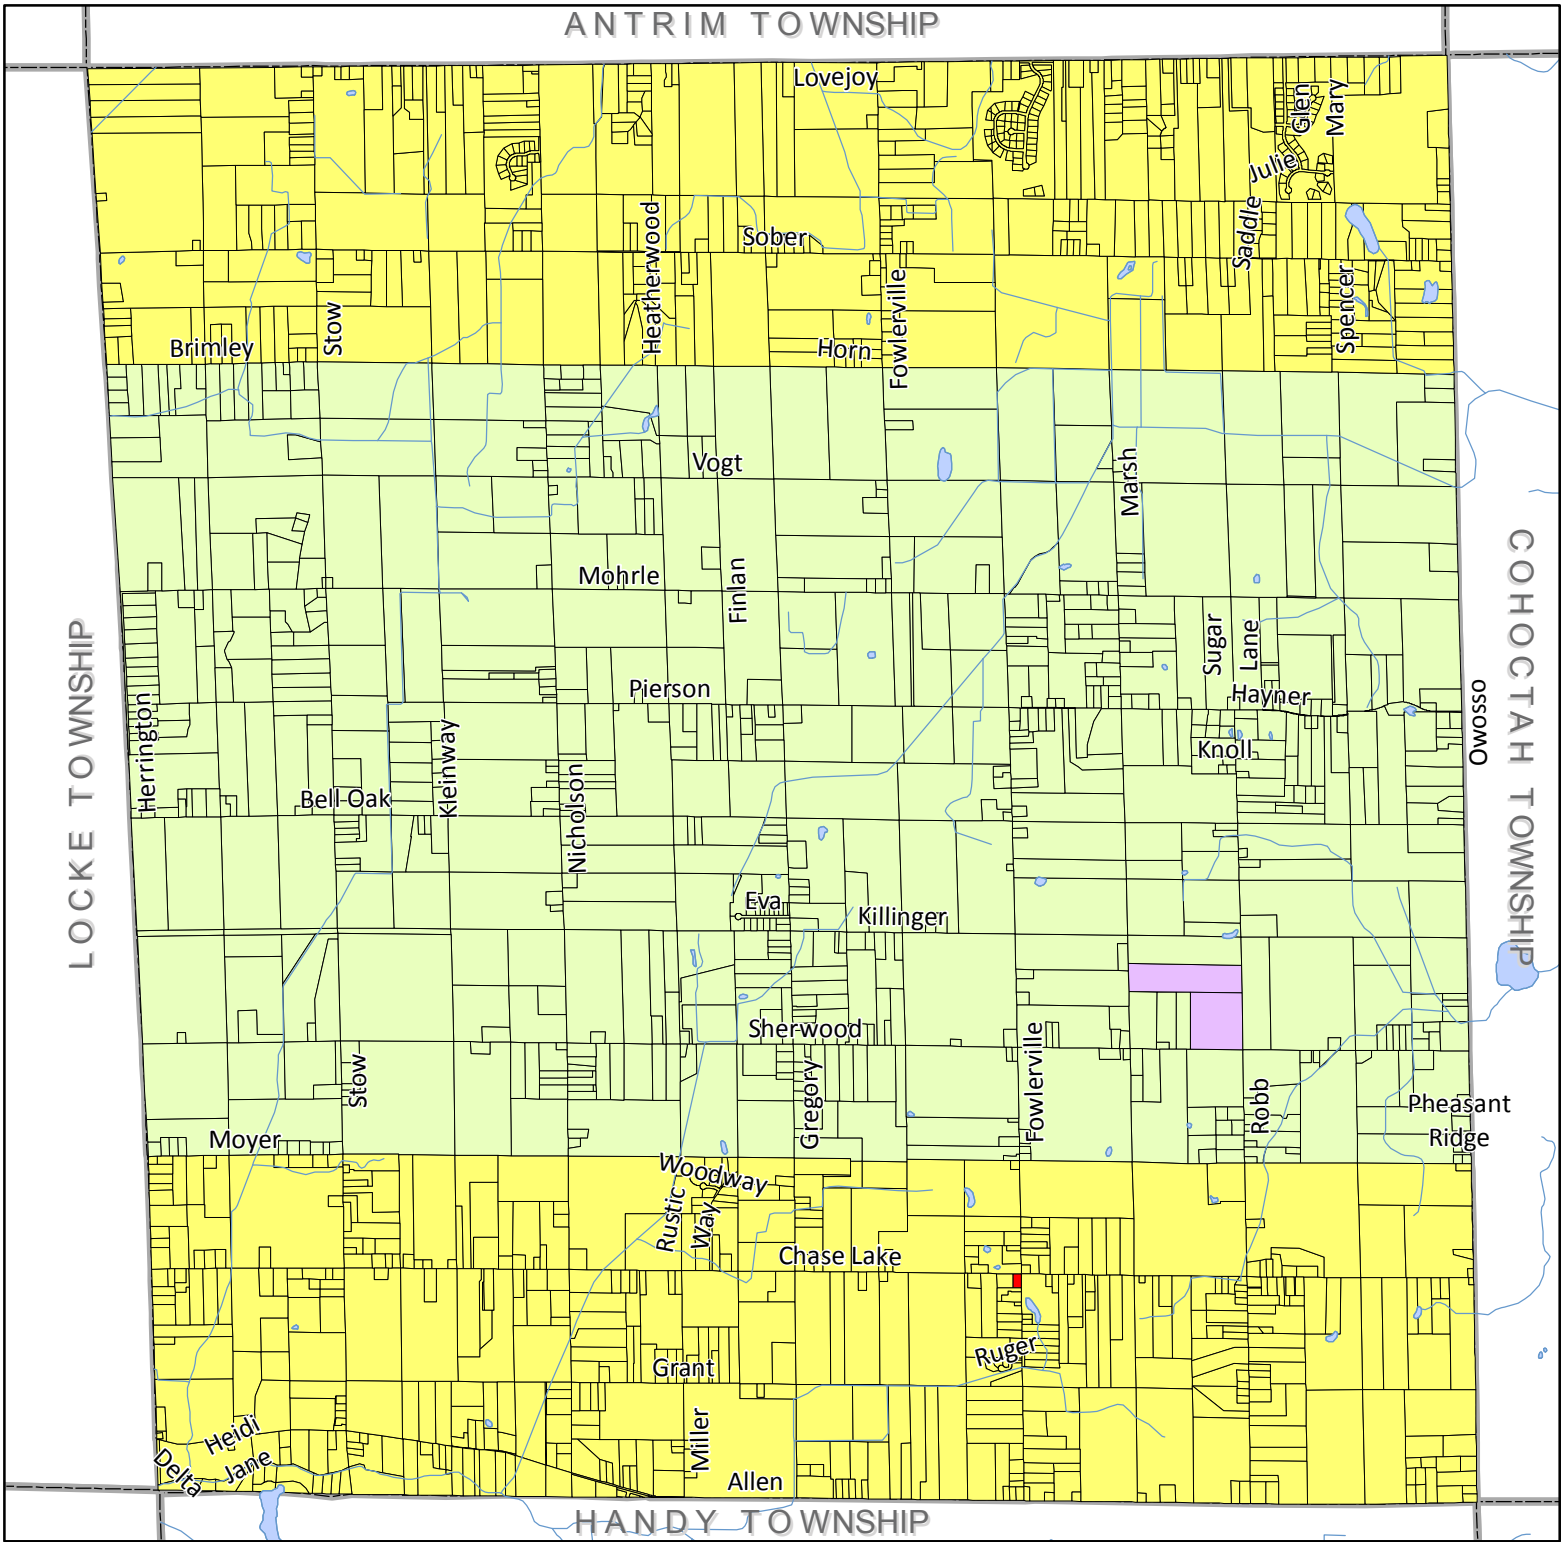 ANTRIM TOWNSHIP
Lovejoy
Glen
Mary
Julie
Saddle
Heatherwood
Sober
Stow
Fowlerville
Spencer
Brimley
Horn
Vogt
Marsh
Mohrle
Finlan
COHOCTAH TOWNSHIP
LOCKE TOWNSHIP
Sugar
Lane
Pierson
Hayner
Herrington
Owosso
Kleinway
Knoll
Bell Oak
Nicholson
Eva
Killinger
Sherwood
Fowlerville
Stow
Gregory
Robb
Pheasant
Ridge
Moyer
Woodway
Rustic
Way
Chase Lake
Ruger
Grant
Miller
Heidi
Jane
Delta
Allen
HANDY TOWNSHIP